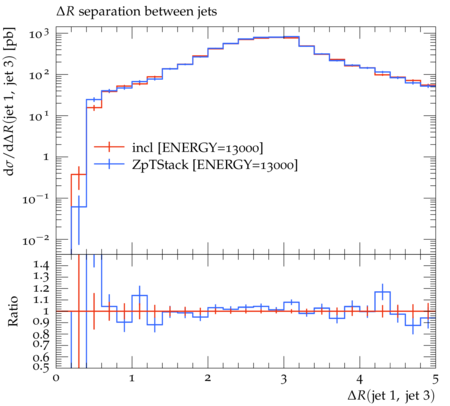 ΔR separation between jets
dσ/dΔR(jet 1, jet 3) [pb]
10³
10²
10¹
1
10⁻¹
10⁻²
incl [ENERGY=13000]
ZpTStack [ENERGY=13000]
Ratio
1.4
1.3
1.2
1.1
1
0.9
0.8
0.7
0.6
0.5
0 1 2 3 4 5
ΔR(jet 1, jet 3)